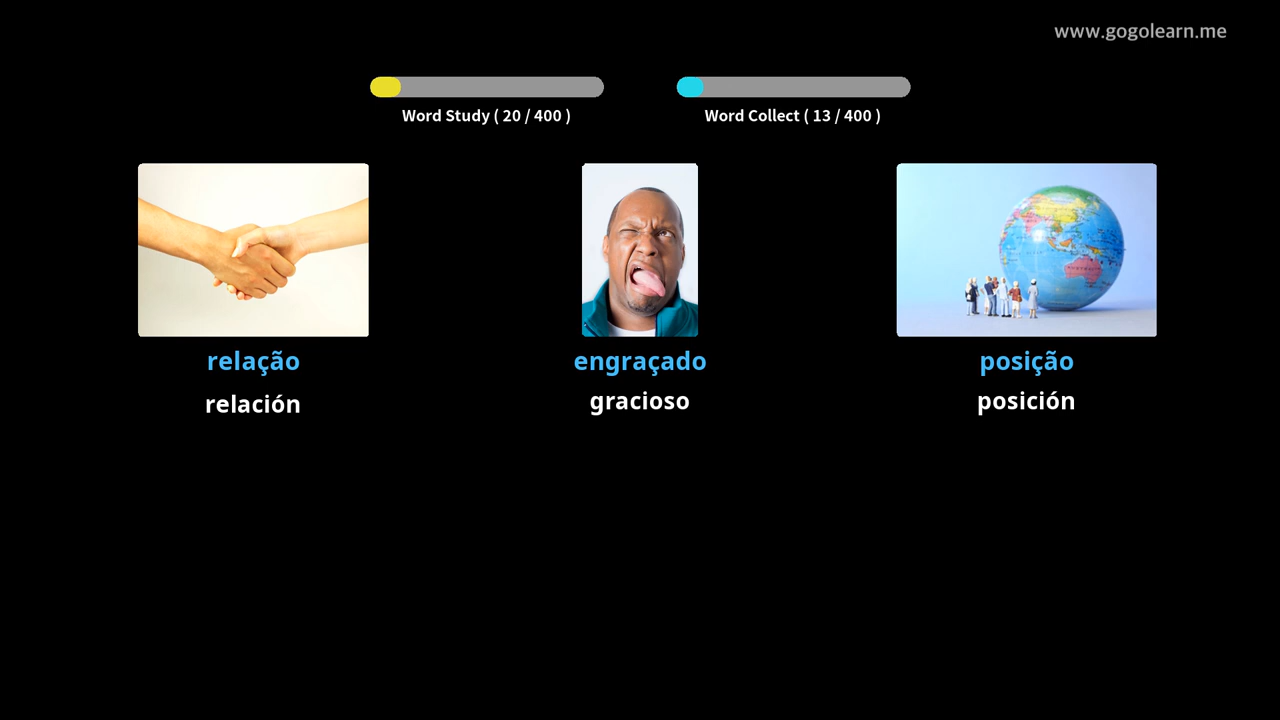 www.gogolearn.me
Word Study ( 20 / 400 )
Word Collect ( 13 / 400 )
relação
engraçado
posição
relación
gracioso
posición